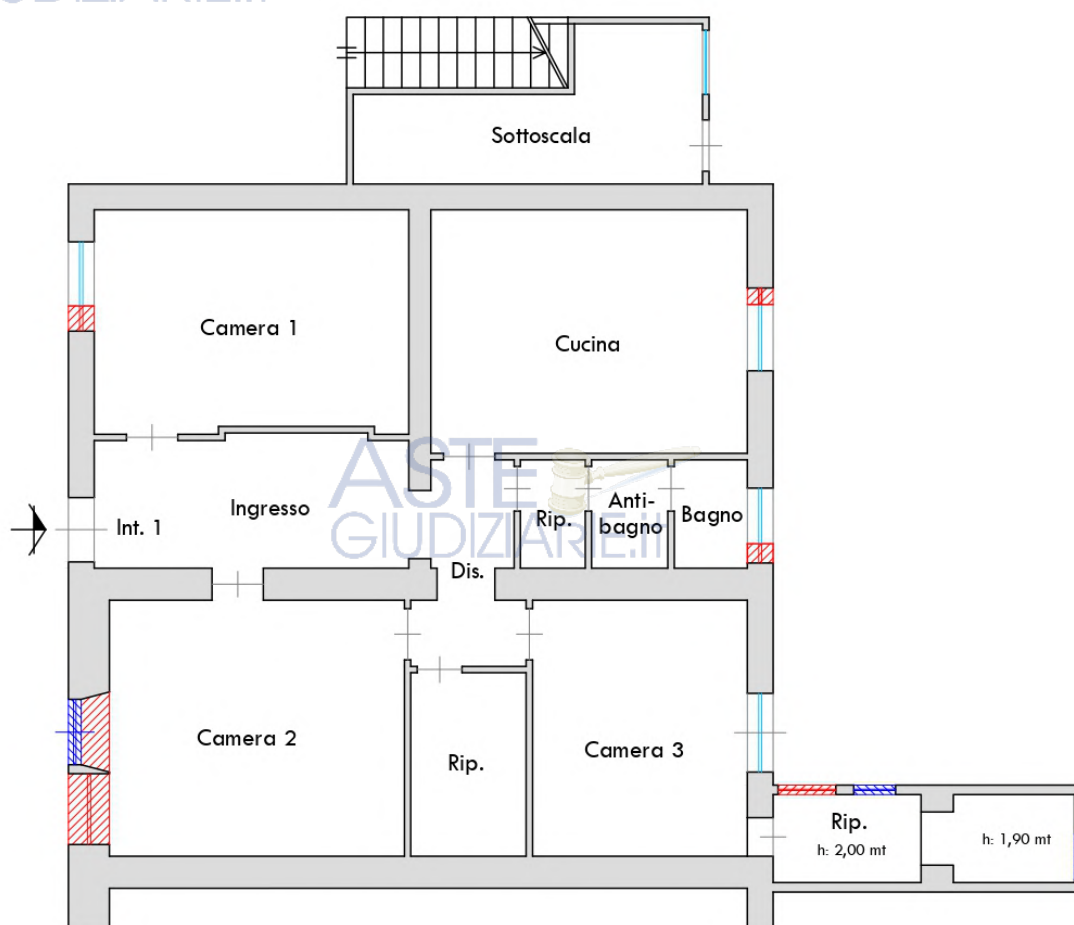 Sottoscala
Camera 1
Cucina
Int. 1
Ingresso
ASTE
GIUDIZIARIE.it
Rip.
Anti-
bagno
Bagno
Dis.
Camera 2
Rip.
Camera 3
Rip.
h: 2,00 mt
h: 1,90 mt